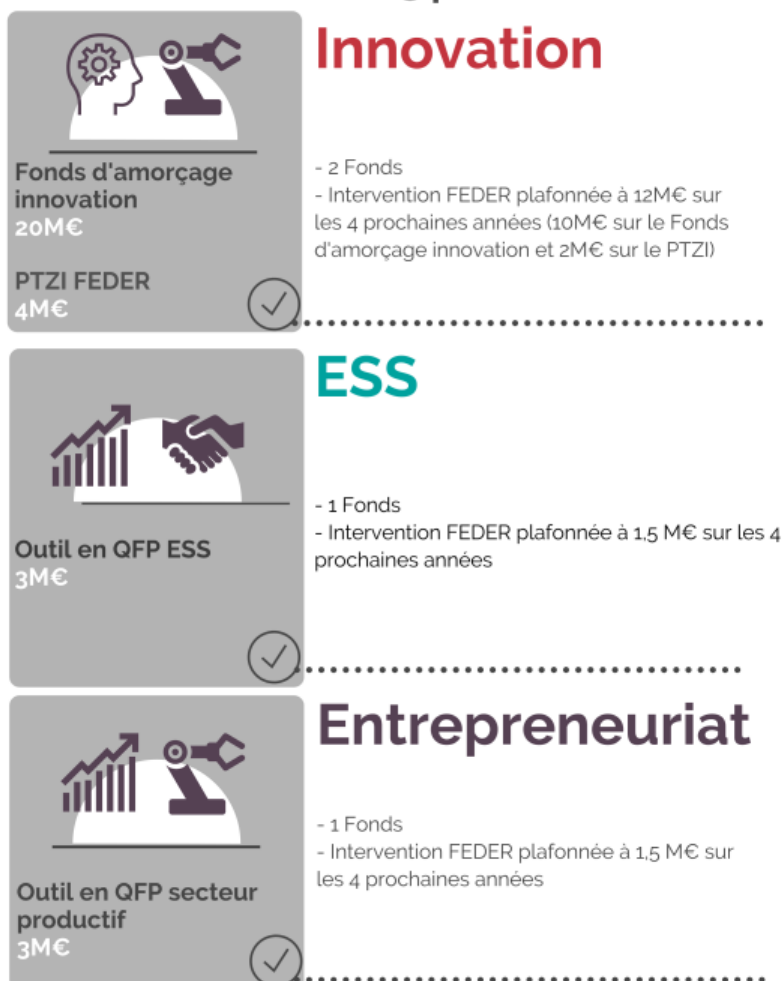 Innovation
Fonds d'amorçage
innovation
20M€
PTZI FEDER
4M€
- 2 Fonds
- Intervention FEDER plafonnée à 12M€ sur
les 4 prochaines années (10M€ sur le Fonds
d'amorçage innovation et 2M€ sur le PTZI)
ESS
Outil en QFP ESS
3M€
- 1 Fonds
- Intervention FEDER plafonnée à 1,5 M€ sur les 4
prochaines années
Entrepreneuriat
Outil en QFP secteur
productif
3M€
- 1 Fonds
- Intervention FEDER plafonnée à 1,5 M€ sur
les 4 prochaines années